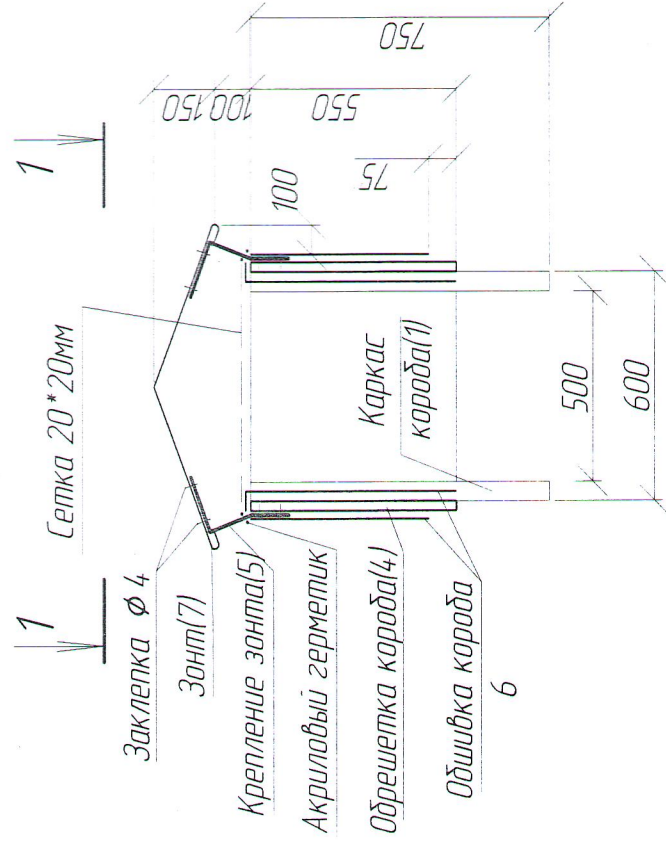 1
1
Сетка 20*20мм
Заклепка ϕ 4
Зонт(7)
Крепление зонта(5)
Акриловый герметик
Обрешетка короба(4)
Обшивка короба
6
Каркас
короба(1)
150
100
550
750
75
100
500
600